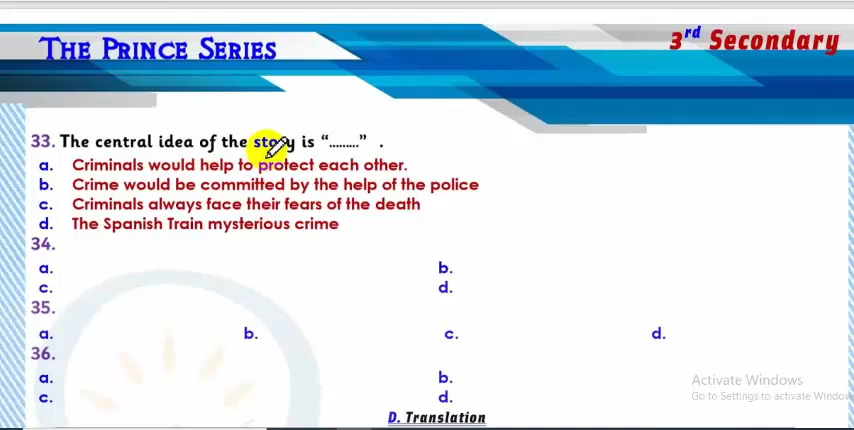 THE PRINCE SERIES
3rd Secondary
33. The central idea of the story is “.........” .
a. Criminals would help to protect each other.
b. Crime would be committed by the help of the police
c. Criminals always face their fears of the death
d. The Spanish Train mysterious crime
34.
a. b.
c. d.
35.
a. b. c. d.
36.
a. b.
c. d.
D. Translation
Activate Windows
Go to Settings to activate Window